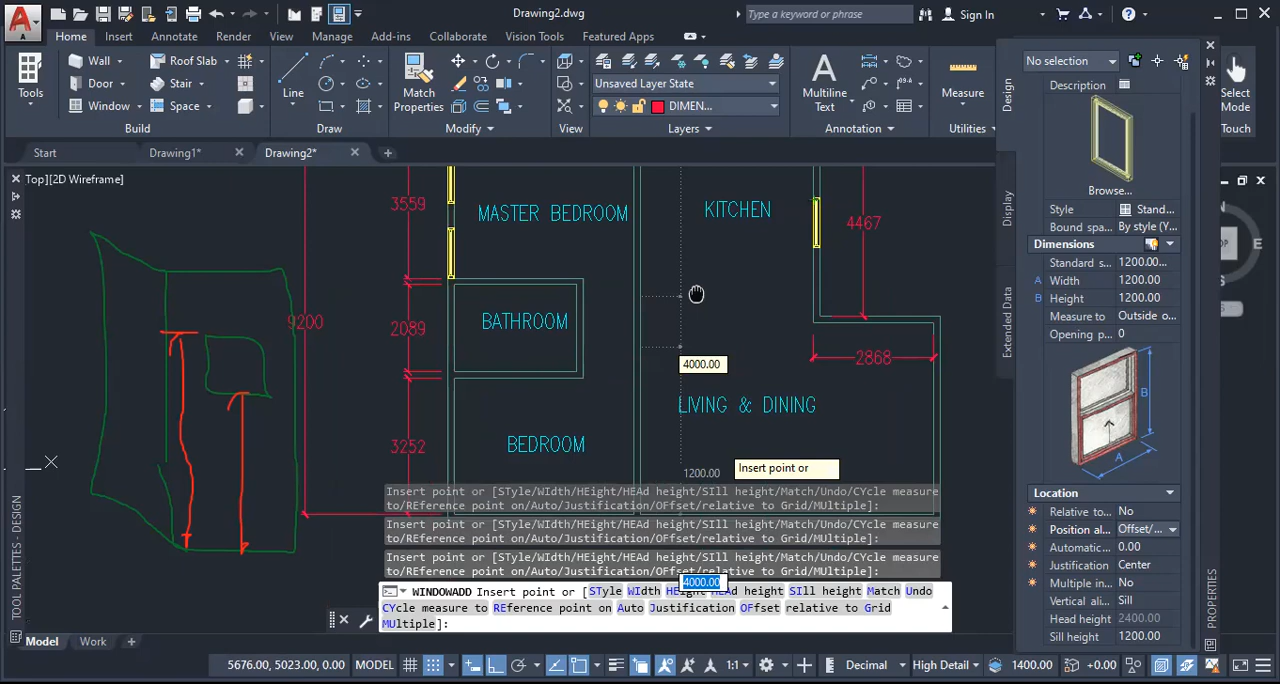 Drawing2.dwg
Type a keyword or phrase
Sign In
Home Insert Annotate Render View Manage Add-ins Collaborate Vision Tools Featured Apps
Tools
Wall
Door
Window
Roof Slab
Stair
Space
Build
Line
Draw
Match
Properties
Modify
View
Unsaved Layer State
DIMEN...
Layers
Multiline
Text
Annotation
Measure
Utilities
Select
Mode
Touch
Start Drawing1* Drawing2*
Top][2D Wireframe]
3559
MASTER BEDROOM
KITCHEN
4467
9200
2089
BATHROOM
2868
4000.00
LIVING & DINING
3252
BEDROOM
1200.00
Insert point or
Insert point or [STyle/WIdth/HEight/HEAd height/SIll height/Match/Undo/CYcle measure
to/REference point on/Auto/Justification/OFfset/relative to Grid/MUltiple]:
Insert point or [STyle/WIdth/HEight/HEAd height/SIll height/Match/Undo/CYcle measure
to/REference point on/Auto/Justification/OFfset/relative to Grid/MUltiple]:
Insert point or [STyle/WIdth/HEight/HEAd height/SIll height/Match/Undo/CYcle measure
to/REference point on/Auto/Justification/OFfset/relative to Grid/MUltiple]:
4000.00
WINDOWADD Insert point or [STyle WIdth HEight HEAd height SIll height Match Undo
CYcle measure to REference point on Auto Justification OFfset relative to Grid
MUltiple]:
TOOL PALETTES - DESIGN
Model Work
5676.00, 5023.00, 0.00 MODEL 1:1 Decimal High Detail 1400.00 +0.00
No selection
Design
Display
Extended Data
PROPERTIES
Description
Browse...
Style Stand...
Bound spa... By style (Y...
Dimensions
Standard s... 1200.00...
A Width 1200.00
B Height 1200.00
Measure to Outside o...
Opening p... 0
B
A
Location
Relative to... No
Position al... Offset/...
Automatic... 0.00
Justification Center
Multiple in... No
Vertical ali... Sill
Head height 2400.00
Sill height 1200.00
E